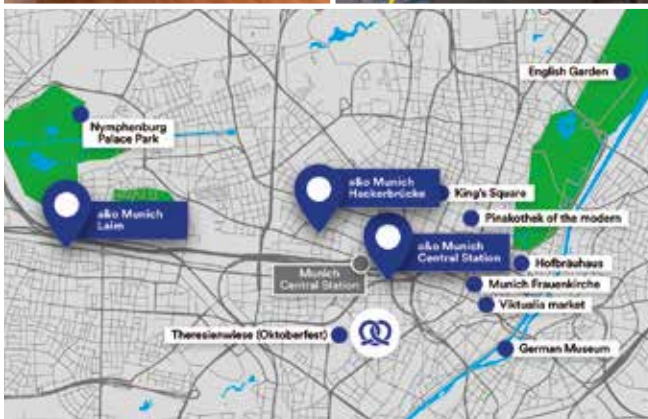 English Garden
Nymphenburg
Palace Park
a&o Munich
Hackerbrücke
King's Square
a&o Munich
Laim
Pinakothek of the modern
a&o Munich
Central Station
Hofbräuhaus
Munich
Central Station
Munich Frauenkirche
Viktualia market
Theresienwiese (Oktoberfest)
German Museum